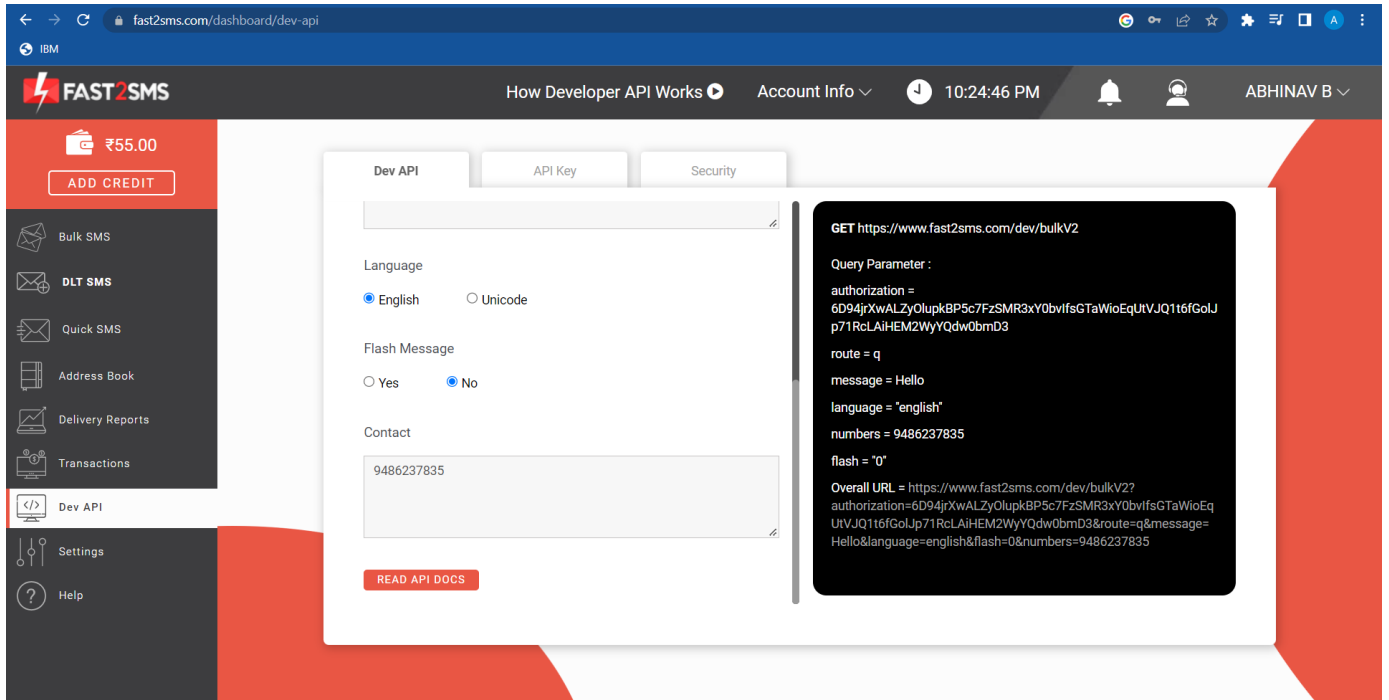 fast2sms.com/dashboard/dev-api
A
IBM
FAST2SMS
How Developer API Works
Account Info
10:24:46 PM
ABHINAV B
₹55.00
ADD CREDIT
Bulk SMS
DLT SMS
Quick SMS
Address Book
Delivery Reports
Transactions
Dev API
Settings
Help
Dev API
API Key
Security
Language
English
Unicode
Flash Message
Yes
No
Contact
9486237835
READ API DOCS
GET https://www.fast2sms.com/dev/bulkV2
Query Parameter :
authorization =
6D94jrXwALZyOlupkBP5c7FzSMR3xY0bvIfsGTaWioEqUtVJQ1t6fGolJ
p71RcLAiHEM2WyYQdw0bmD3
route = q
message = Hello
language = "english"
numbers = 9486237835
flash = "0"
Overall URL = https://www.fast2sms.com/dev/bulkV2?
authorization=6D94jrXwALZyOlupkBP5c7FzSMR3xY0bvIfsGTaWioEq
UtVJQ1t6fGolJp71RcLAiHEM2WyYQdw0bmD3&route=q&message=
Hello&language=english&flash=0&numbers=9486237835